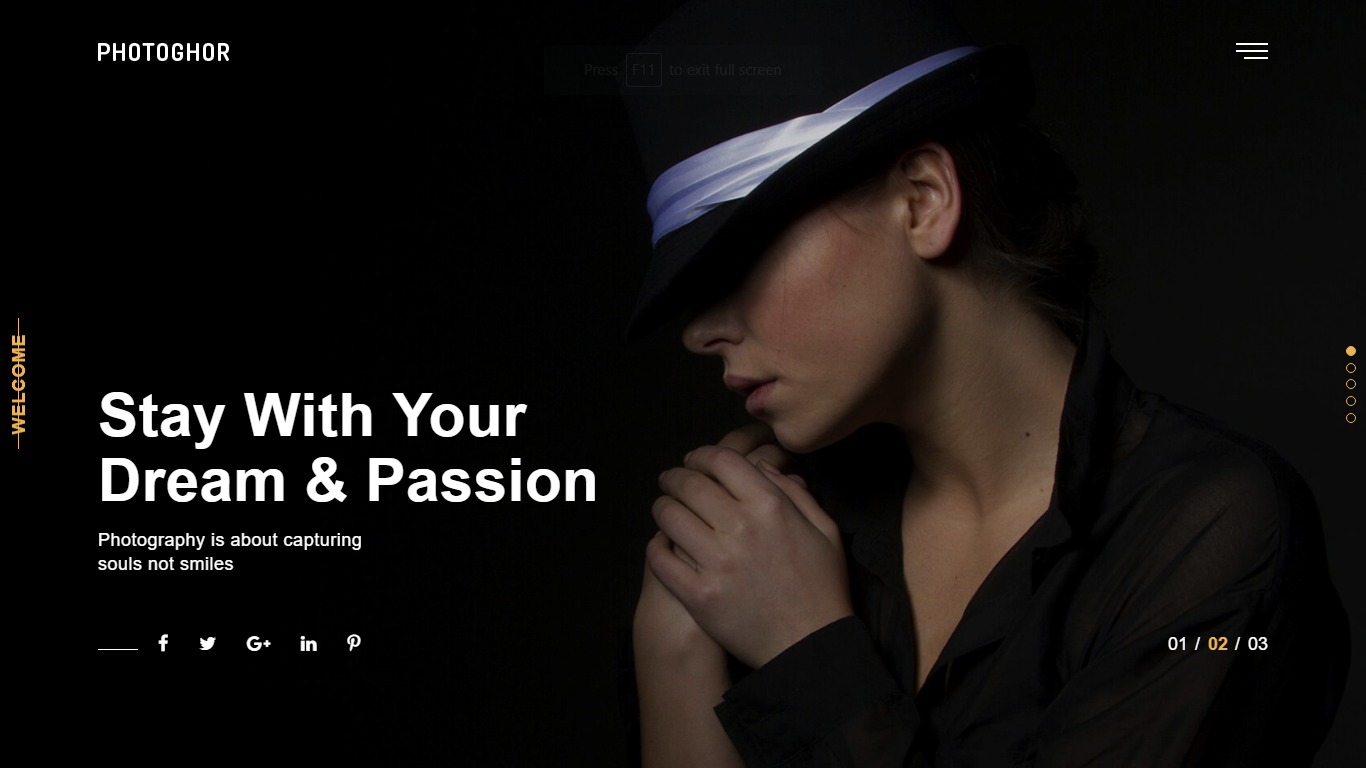 PHOTOGHOR
Press F11 to exit full screen
WELCOME
Stay With Your
Dream & Passion
Photography is about capturing
souls not smiles
01 / 02 / 03